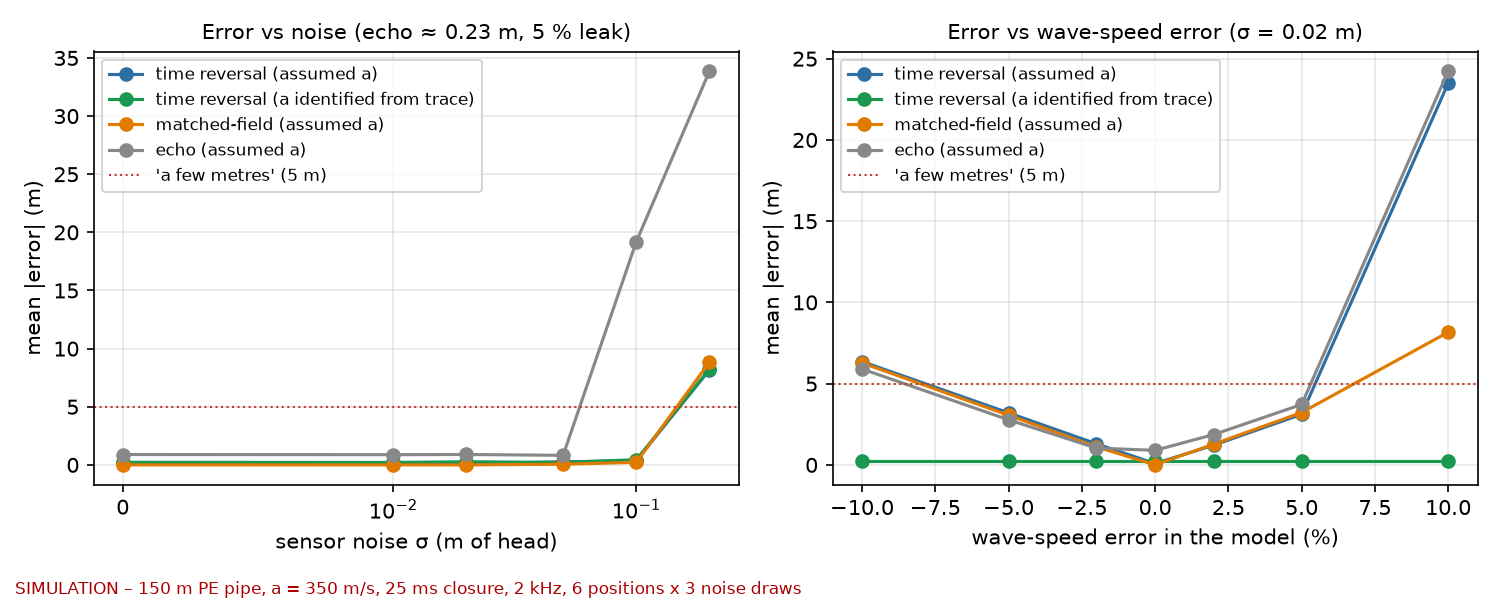 Error vs noise (echo ≈ 0.23 m, 5 % leak)
35
30
25
20
15
10
5
0
mean |error| (m)
time reversal (assumed a)
time reversal (a identified from trace)
matched-field (assumed a)
echo (assumed a)
'a few metres' (5 m)
0
10⁻²
10⁻¹
sensor noise σ (m of head)
Error vs wave-speed error (σ = 0.02 m)
25
20
15
10
5
0
mean |error| (m)
time reversal (assumed a)
time reversal (a identified from trace)
matched-field (assumed a)
echo (assumed a)
'a few metres' (5 m)
−10.0 −7.5 −5.0 −2.5 0.0 2.5 5.0 7.5 10.0
wave-speed error in the model (%)
SIMULATION – 150 m PE pipe, a = 350 m/s, 25 ms closure, 2 kHz, 6 positions x 3 noise draws